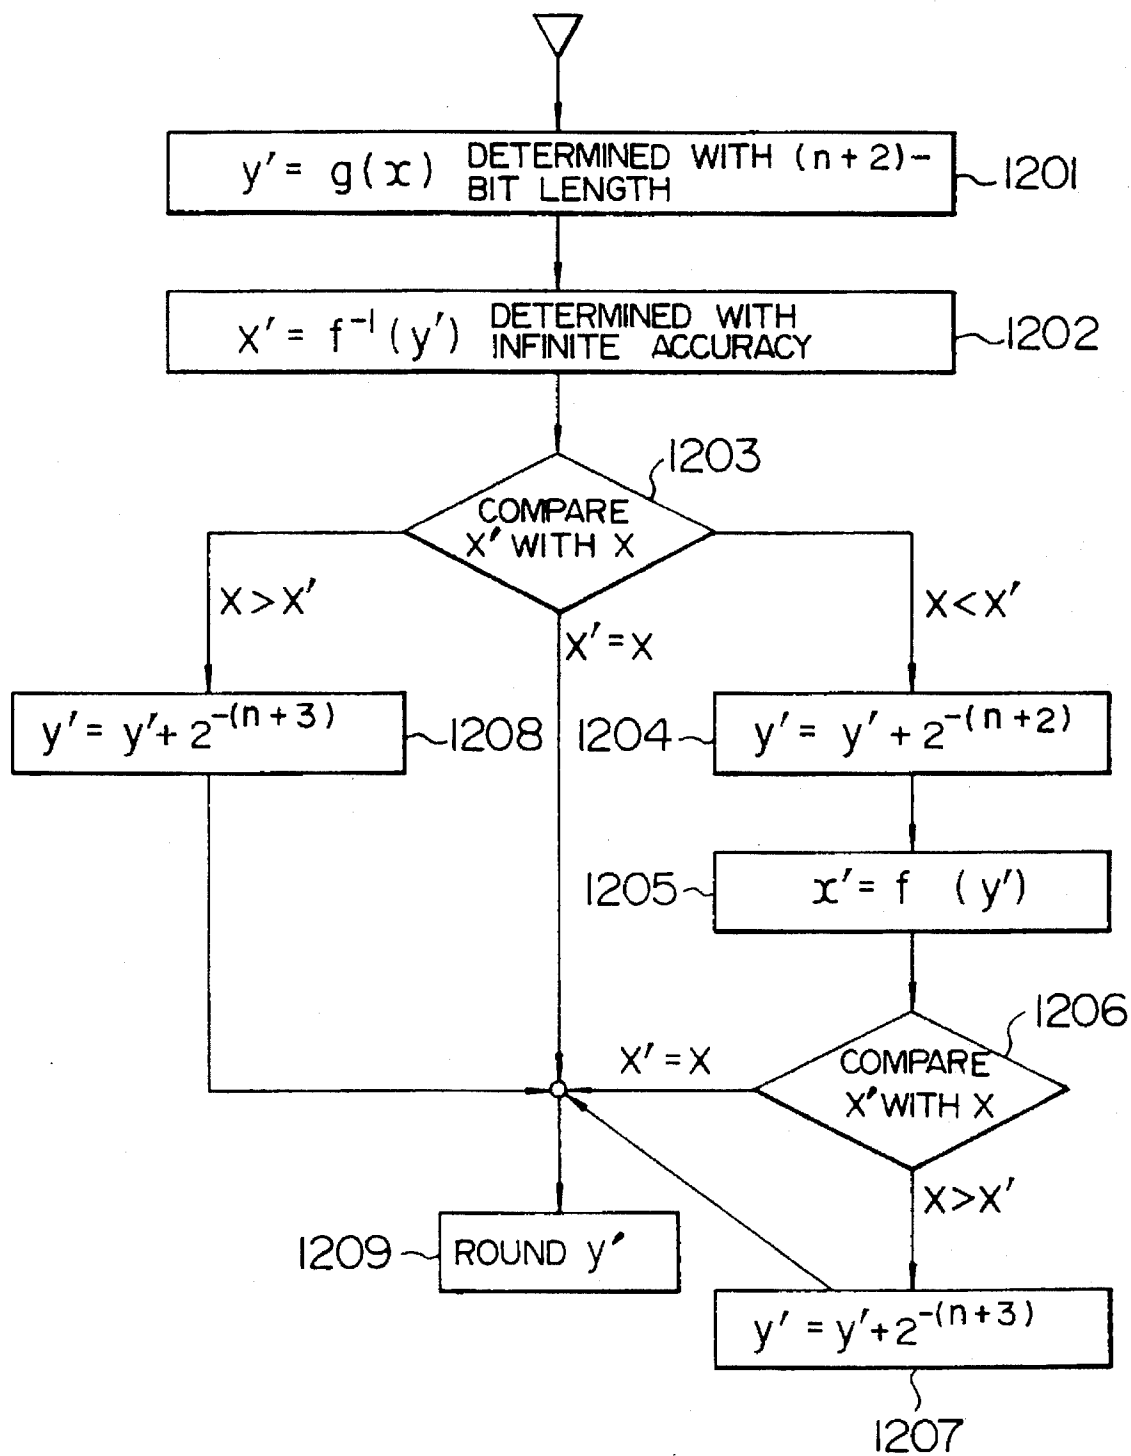 y' = g(x) DETERMINED WITH (n+2)-
BIT LENGTH
1201
x' = f⁻¹(y') DETERMINED WITH
INFINITE ACCURACY
1202
1203
COMPARE
X' WITH X
X>X'
X'=X
X<X'
y' = y'+2^-(n+3)
1208
1204
y' = y' + 2^-(n+2)
1205
x' = f (y')
1206
COMPARE
X' WITH X
X'=X
X>X'
1209
ROUND y'
y' = y'+2^-(n+3)
1207